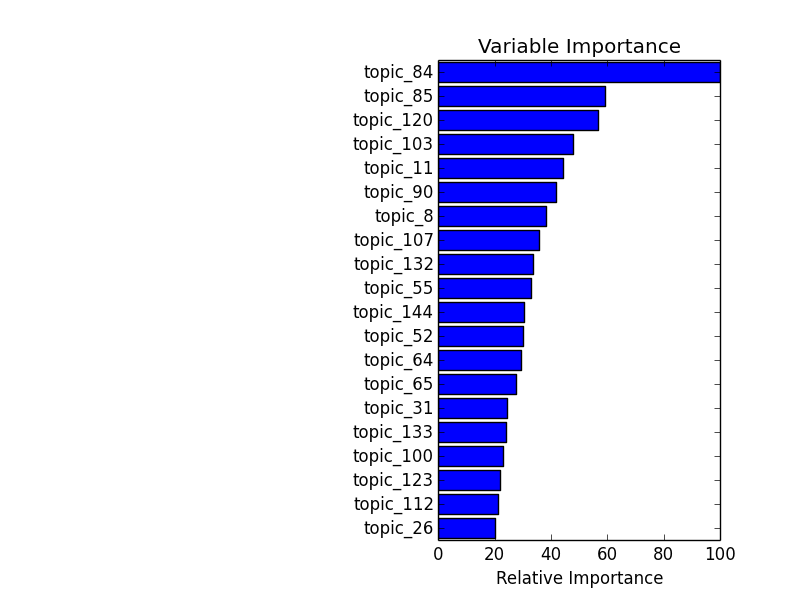 Variable Importance
topic_84
topic_85
topic_120
topic_103
topic_11
topic_90
topic_8
topic_107
topic_132
topic_55
topic_144
topic_52
topic_64
topic_65
topic_31
topic_133
topic_100
topic_123
topic_112
topic_26
0 20 40 60 80 100
Relative Importance